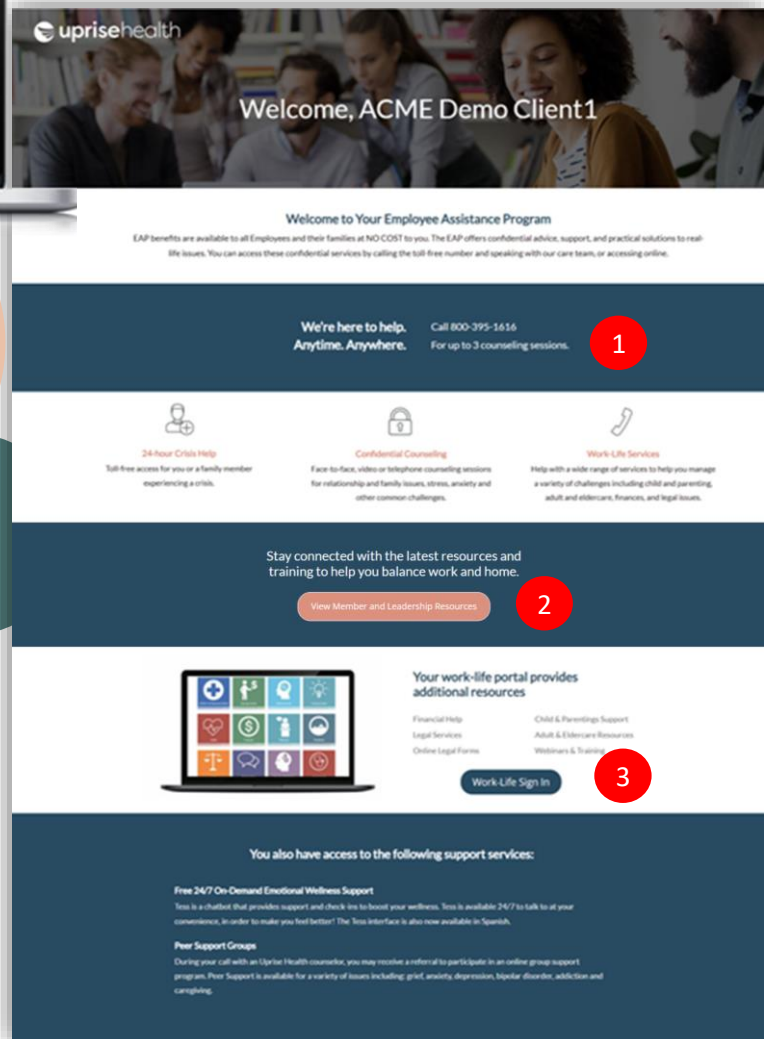 uprisehealth
Welcome, ACME Demo Client1
Welcome to Your Employee Assistance Program
EAP benefits are available to all Employees and their families at NO COST to you. The EAP offers confidential advice, support, and practical solutions to real-
life issues. You can access these confidential services by calling the toll-free number and speaking with our care team, or accessing online.
We're here to help.
Anytime. Anywhere.
Call 800-395-1616
For up to 3 counseling sessions.
1
24-hour Crisis Help
Toll-free access for you or a family member
experiencing a crisis.
Confidential Counseling
Face-to-face, video or telephone counseling sessions
for relationship and family issues, stress, anxiety and
other common challenges.
Work-Life Services
Help with a wide range of services to help you manage
a variety of challenges including child and parenting,
adult and eldercare, finances, and legal issues.
Stay connected with the latest resources and
training to help you balance work and home.
View Member and Leadership Resources
2
Your work-life portal provides
additional resources
Financial Help
Legal Services
Online Legal Forms
Child & Parentings Support
Adult & Eldercare Resources
Webinars & Training
Work-Life Sign In
3
You also have access to the following support services:
Free 24/7 On-Demand Emotional Wellness Support
Tess is a chatbot that provides support and check-ins to boost your wellness. Tess is available 24/7 to talk to at your
convenience, in order to make you feel better! The Tess interface is also now available in Spanish.
Peer Support Groups
During your call with an Uprise Health counselor, you may receive a referral to participate in an online group support
program. Peer Support is available for a variety of issues including: grief, anxiety, depression, bipolar disorder, addiction and
caregiving.